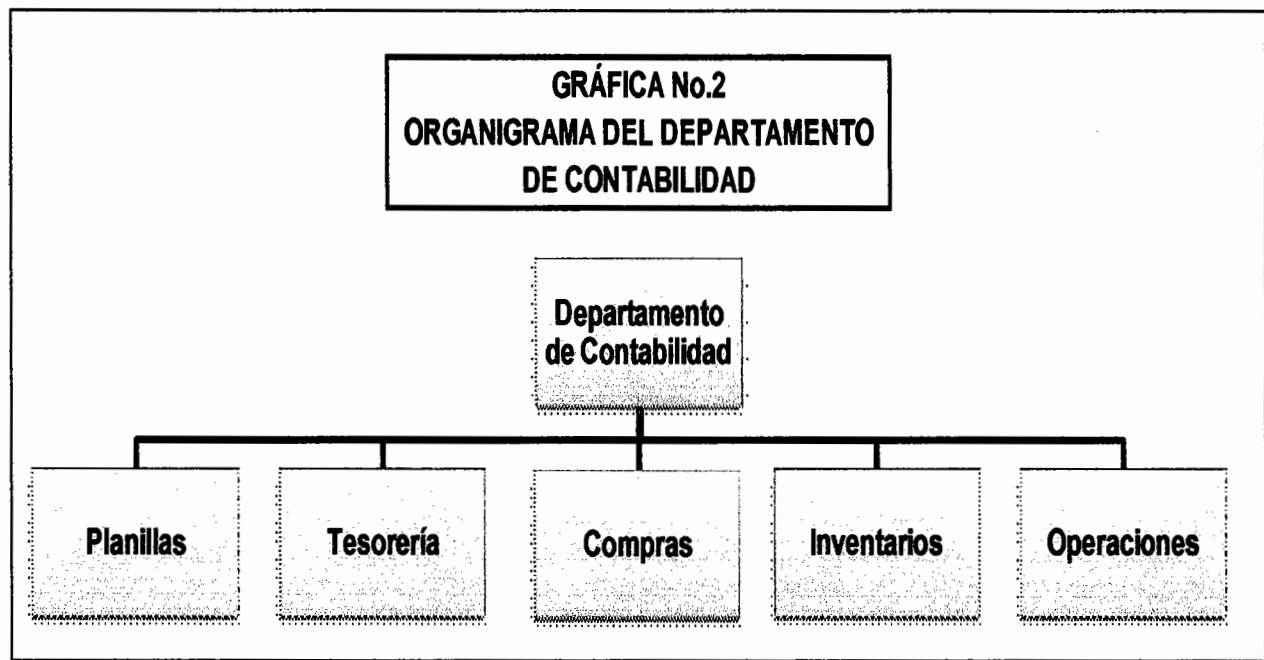 GRÁFICA No.2
ORGANIGRAMA DEL DEPARTAMENTO
DE CONTABILIDAD
Departamento
de Contabilidad
Planillas
Tesorería
Compras
Inventarios
Operaciones